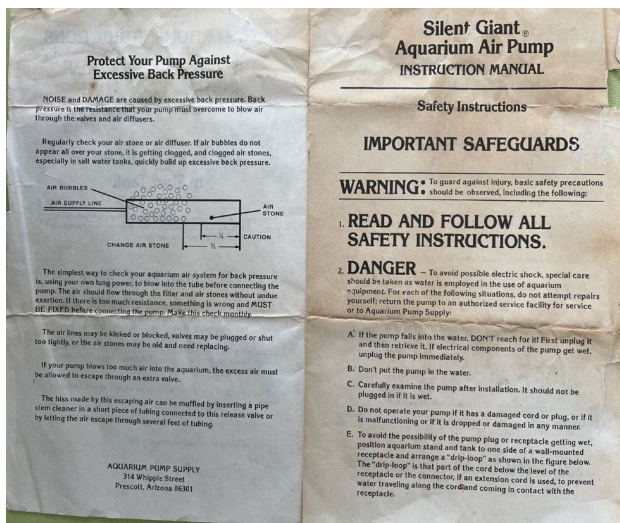 Protect Your Pump Against
Excessive Back Pressure
NOISE and DAMAGE are caused by excessive back pressure. Back
pressure is the resistance that your pump must overcome to blow air
through the valves and air diffusers.
Regularly check your air stone or air diffuser. If air bubbles do not
appear all over your stone, it is getting clogged, and clogged air stones,
especially in salt water tanks, quickly build up excessive back pressure.
AIR BUBBLES
AIR SUPPLY LINE
AIR
STONE
CAUTION
CHANGE AIR STONE
The simplest way to check your aquarium air system for back pressure
is, using your own lung power, to blow into the tube before connecting the
pump. The air should flow through the filter and air stones without undue
exertion. If there is too much resistance, something is wrong and MUST
BE FIXED before connecting the pump. Make this check monthly.
The air lines may be kinked or blocked, valves may be plugged or shut
too tightly, or the air stones may be old and need replacing.
If your pump blows too much air into the aquarium, the excess air must
be allowed to escape through an extra valve.
The hiss made by this escaping air can be muffled by inserting a pipe
stem cleaner in a short piece of tubing connected to this release valve or
by letting the air escape through several feet of tubing.
AQUARIUM PUMP SUPPLY
314 Whipple Street
Prescott, Arizona 86301
Silent Giant®
Aquarium Air Pump
INSTRUCTION MANUAL
Safety Instructions
IMPORTANT SAFEGUARDS
WARNING: To guard against injury, basic safety precautions
should be observed, including the following:
1. READ AND FOLLOW ALL
SAFETY INSTRUCTIONS.
2. DANGER – To avoid possible electric shock, special care
should be taken as water is employed in the use of aquarium
equipment. For each of the following situations, do not attempt repairs
yourself; return the pump to an authorized service facility for service
or to Aquarium Pump Supply:
A. If the pump falls into the water, DON'T reach for it! First unplug it
and then retrieve it. If electrical components of the pump get wet,
unplug the pump immediately.
B. Don't put the pump in the water.
C. Carefully examine the pump after installation. It should not be
plugged in if it is wet.
D. Do not operate your pump if it has a damaged cord or plug, or if it
is malfunctioning or if it is dropped or damaged in any manner.
E. To avoid the possibility of the pump plug or receptacle getting wet,
position aquarium stand and tank to one side of a wall-mounted
receptacle and arrange a "drip-loop" as shown in the figure below.
The "drip-loop" is that part of the cord below the level of the
receptacle or the connector, if an extension cord is used, to prevent
water traveling along the cord and coming in contact with the
receptacle.